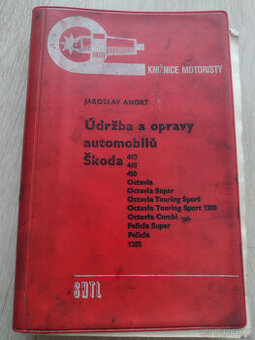 KNIŽNICE MOTORISTY
JAROSLAV ANDRT
Údržba a opravy
automobilů
Škoda 440
445
450
Octavia
Octavia Super
Octavia Touring Sport
Octavia Touring Sport 1200
Octavia Combi
Felicia Super
Felicia
1202
SNTL